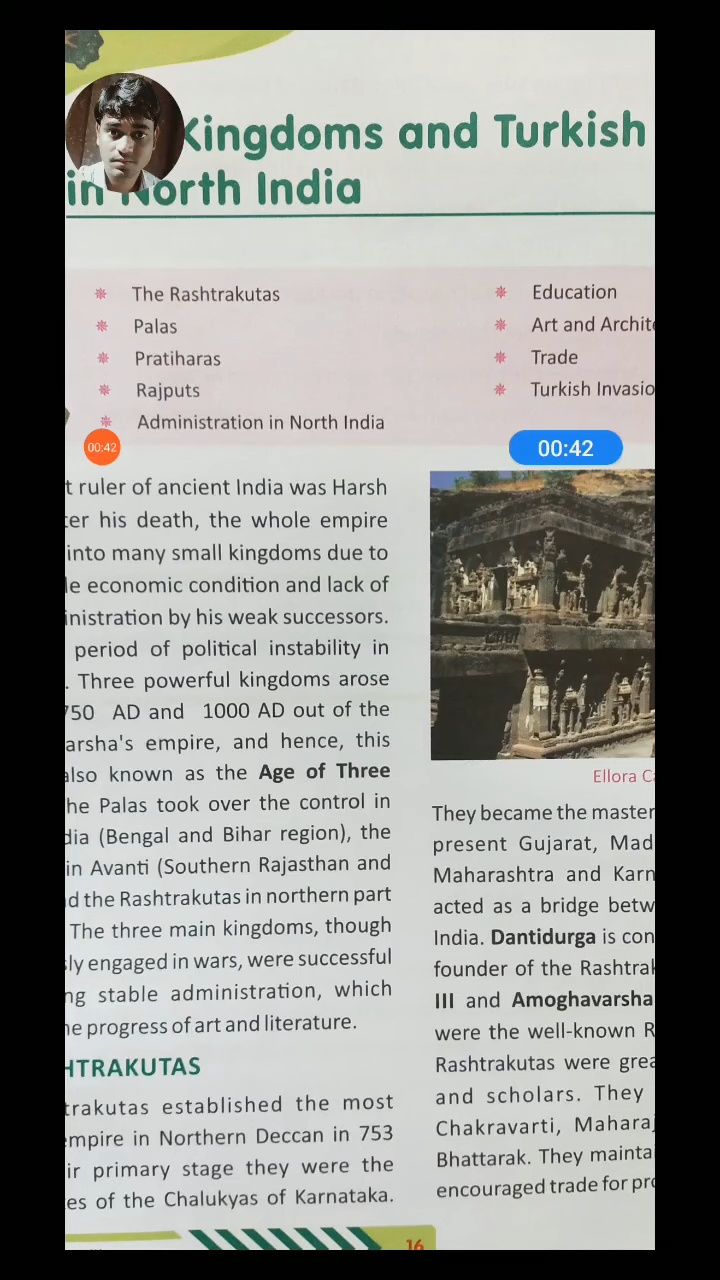 Kingdoms and Turkish
in North India
The Rashtrakutas
Palas
Pratiharas
Rajputs
Administration in North India
Education
Art and Archite
Trade
Turkish Invasio
00:42
00:42
t ruler of ancient India was Harsh
ter his death, the whole empire
into many small kingdoms due to
le economic condition and lack of
inistration by his weak successors.
period of political instability in
. Three powerful kingdoms arose
750 AD and 1000 AD out of the
arsha's empire, and hence, this
also known as the Age of Three
he Palas took over the control in
dia (Bengal and Bihar region), the
in Avanti (Southern Rajasthan and
d the Rashtrakutas in northern part
The three main kingdoms, though
sly engaged in wars, were successful
ng stable administration, which
he progress of art and literature.
HTRAKUTAS
trakutas established the most
empire in Northern Deccan in 753
ir primary stage they were the
es of the Chalukyas of Karnataka.
Ellora Ca
They became the master
present Gujarat, Mad
Maharashtra and Karn
acted as a bridge betw
India. Dantidurga is con
founder of the Rashtrak
III and Amoghavarsha
were the well-known R
Rashtrakutas were grea
and scholars. They
Chakravarti, Maharaj
Bhattarak. They maintai
encouraged trade for pro
16